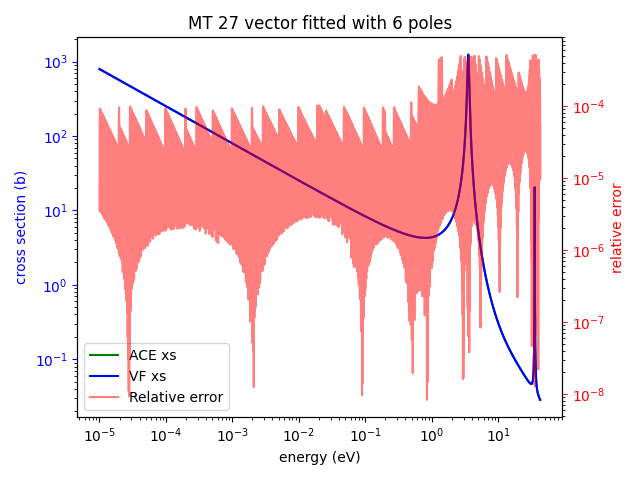 MT 27 vector fitted with 6 poles
cross section (b)
10³
10²
10¹
10⁰
10⁻¹
10⁻⁴
10⁻⁵
10⁻⁶
10⁻⁷
10⁻⁸
relative error
ACE xs
VF xs
Relative error
10⁻⁵ 10⁻⁴ 10⁻³ 10⁻² 10⁻¹ 10⁰ 10¹
energy (eV)